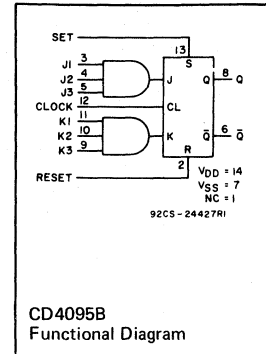 SET
13
S
J1 3
J2 4
J3 5
J
Q 8 Q
CLOCK 12
CL
K1 11
K2 10
K3 9
K
Q̅ 6 Q̅
R
2
RESET
VDD = 14
VSS = 7
NC = 1
92CS-24427R1
CD4095B
Functional Diagram